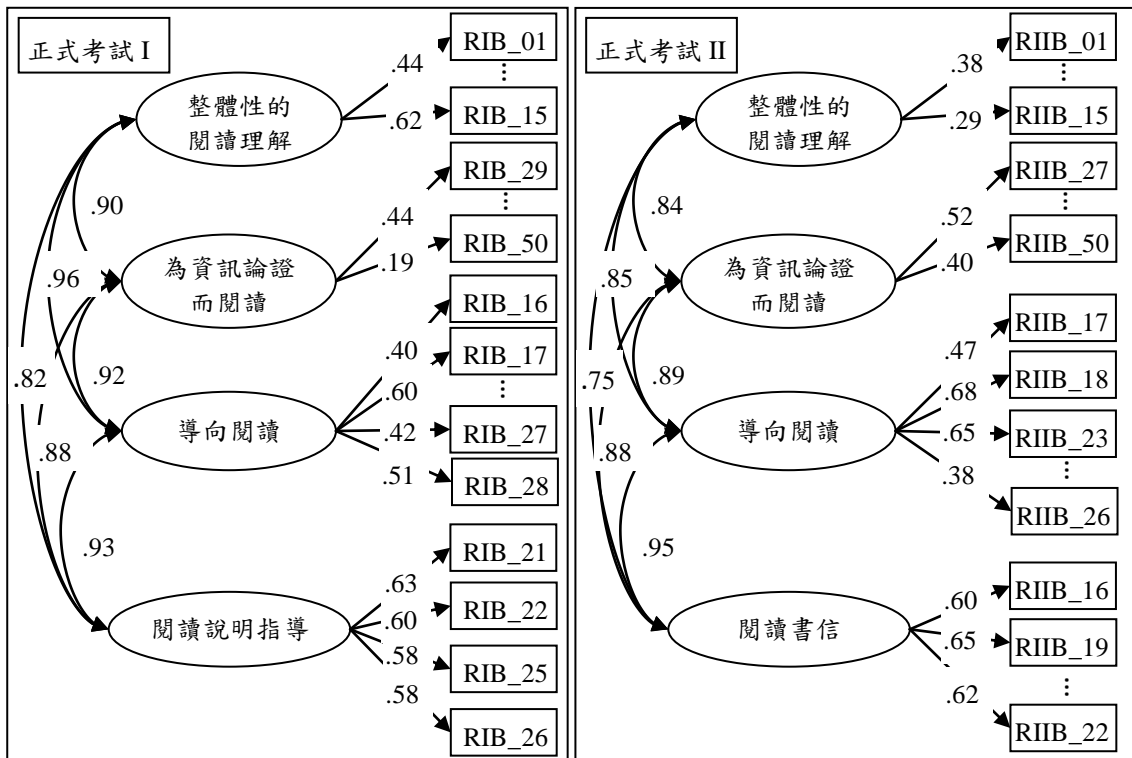 正式考試 I
整體性的
閱讀理解
為資訊論證
而閱讀
導向閱讀
閱讀說明指導
.90
.96
.92
.82
.88
.93
.44
.62
.44
.19
.40
.60
.42
.51
.63
.60
.58
.58
RIB_01
⋮
RIB_15
RIB_29
⋮
RIB_50
RIB_16
RIB_17
⋮
RIB_27
RIB_28
RIB_21
RIB_22
RIB_25
RIB_26
正式考試 II
整體性的
閱讀理解
為資訊論證
而閱讀
導向閱讀
閱讀書信
.84
.85
.89
.75
.88
.95
.38
.29
.52
.40
.47
.68
.65
.38
.60
.65
.62
RIIB_01
⋮
RIIB_15
RIIB_27
⋮
RIIB_50
RIIB_17
RIIB_18
RIIB_23
⋮
RIIB_26
RIIB_16
RIIB_19
⋮
RIIB_22